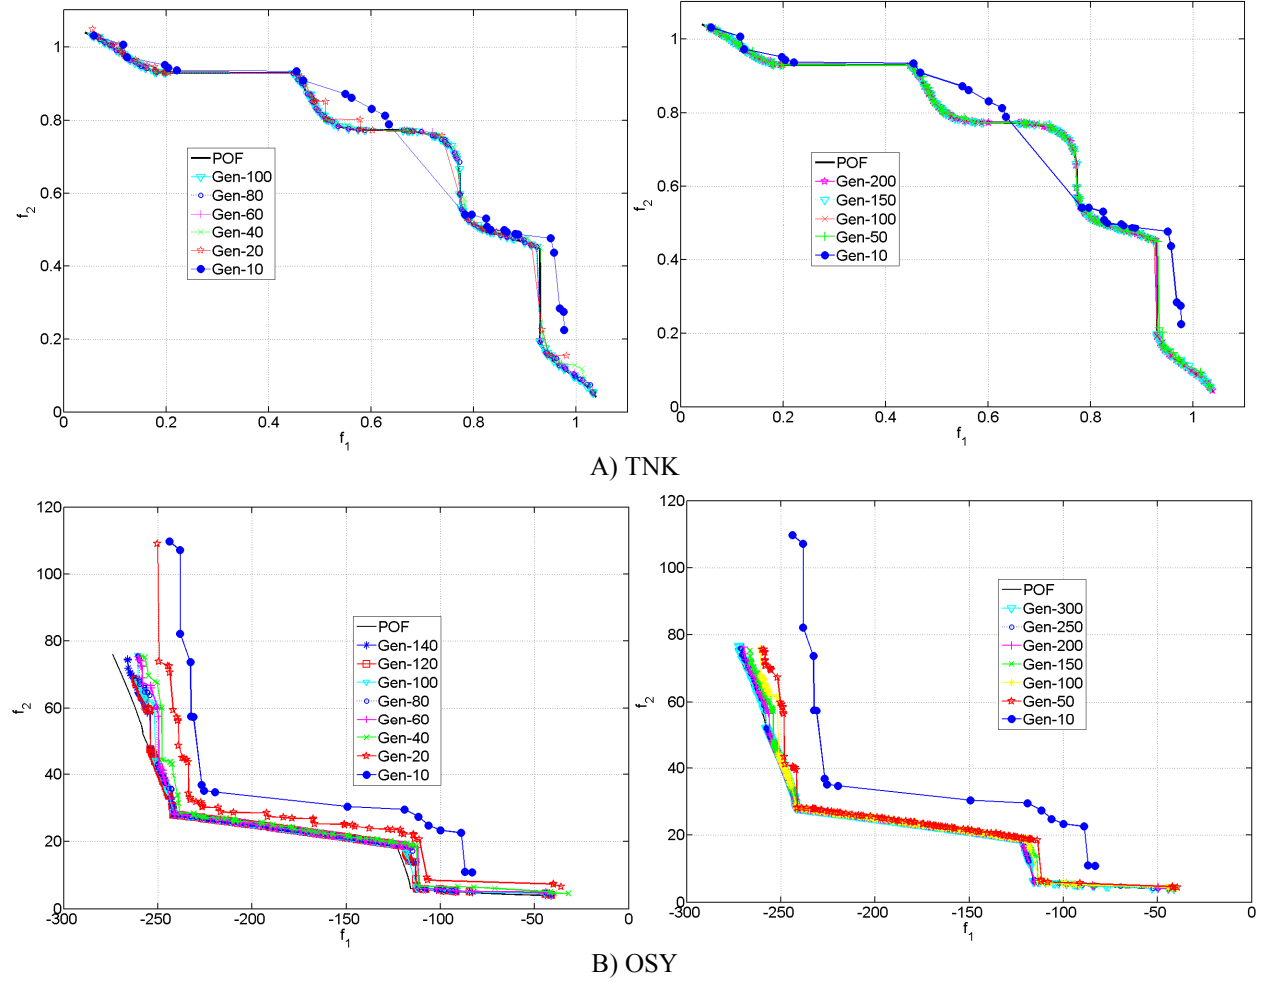 1
0.8
0.6
0.4
0.2
0
f2
POF
Gen-100
Gen-80
Gen-60
Gen-40
Gen-20
Gen-10
0 0.2 0.4 0.6 0.8 1
f1
1
0.8
0.6
0.4
0.2
0
f2
POF
Gen-200
Gen-150
Gen-100
Gen-50
Gen-10
0 0.2 0.4 0.6 0.8 1
f1
A) TNK
120
100
80
60
40
20
0
f2
POF
Gen-140
Gen-120
Gen-100
Gen-80
Gen-60
Gen-40
Gen-20
Gen-10
-300 -250 -200 -150 -100 -50 0
f1
120
100
80
60
40
20
0
f2
POF
Gen-300
Gen-250
Gen-200
Gen-150
Gen-100
Gen-50
Gen-10
-300 -250 -200 -150 -100 -50 0
f1
B) OSY